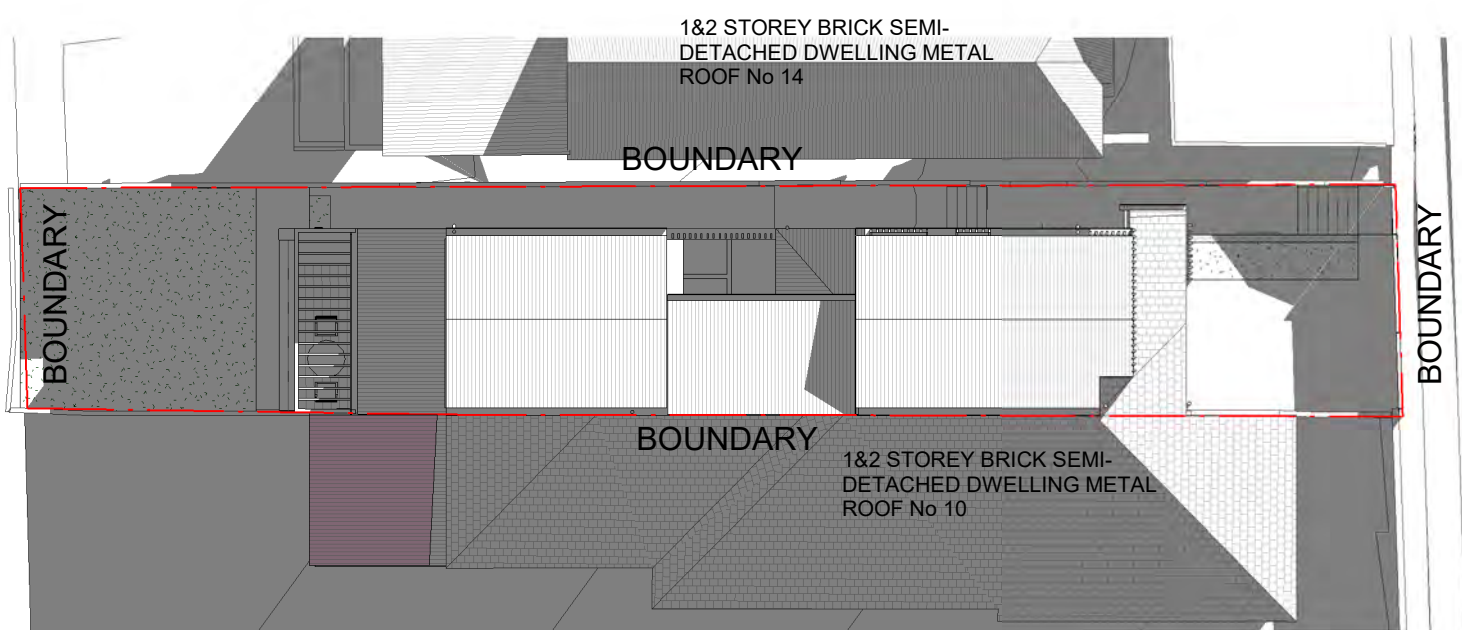 1&2 STOREY BRICK SEMI-
DETACHED DWELLING METAL
ROOF No 14
BOUNDARY
BOUNDARY
BOUNDARY
BOUNDARY
1&2 STOREY BRICK SEMI-
DETACHED DWELLING METAL
ROOF No 10